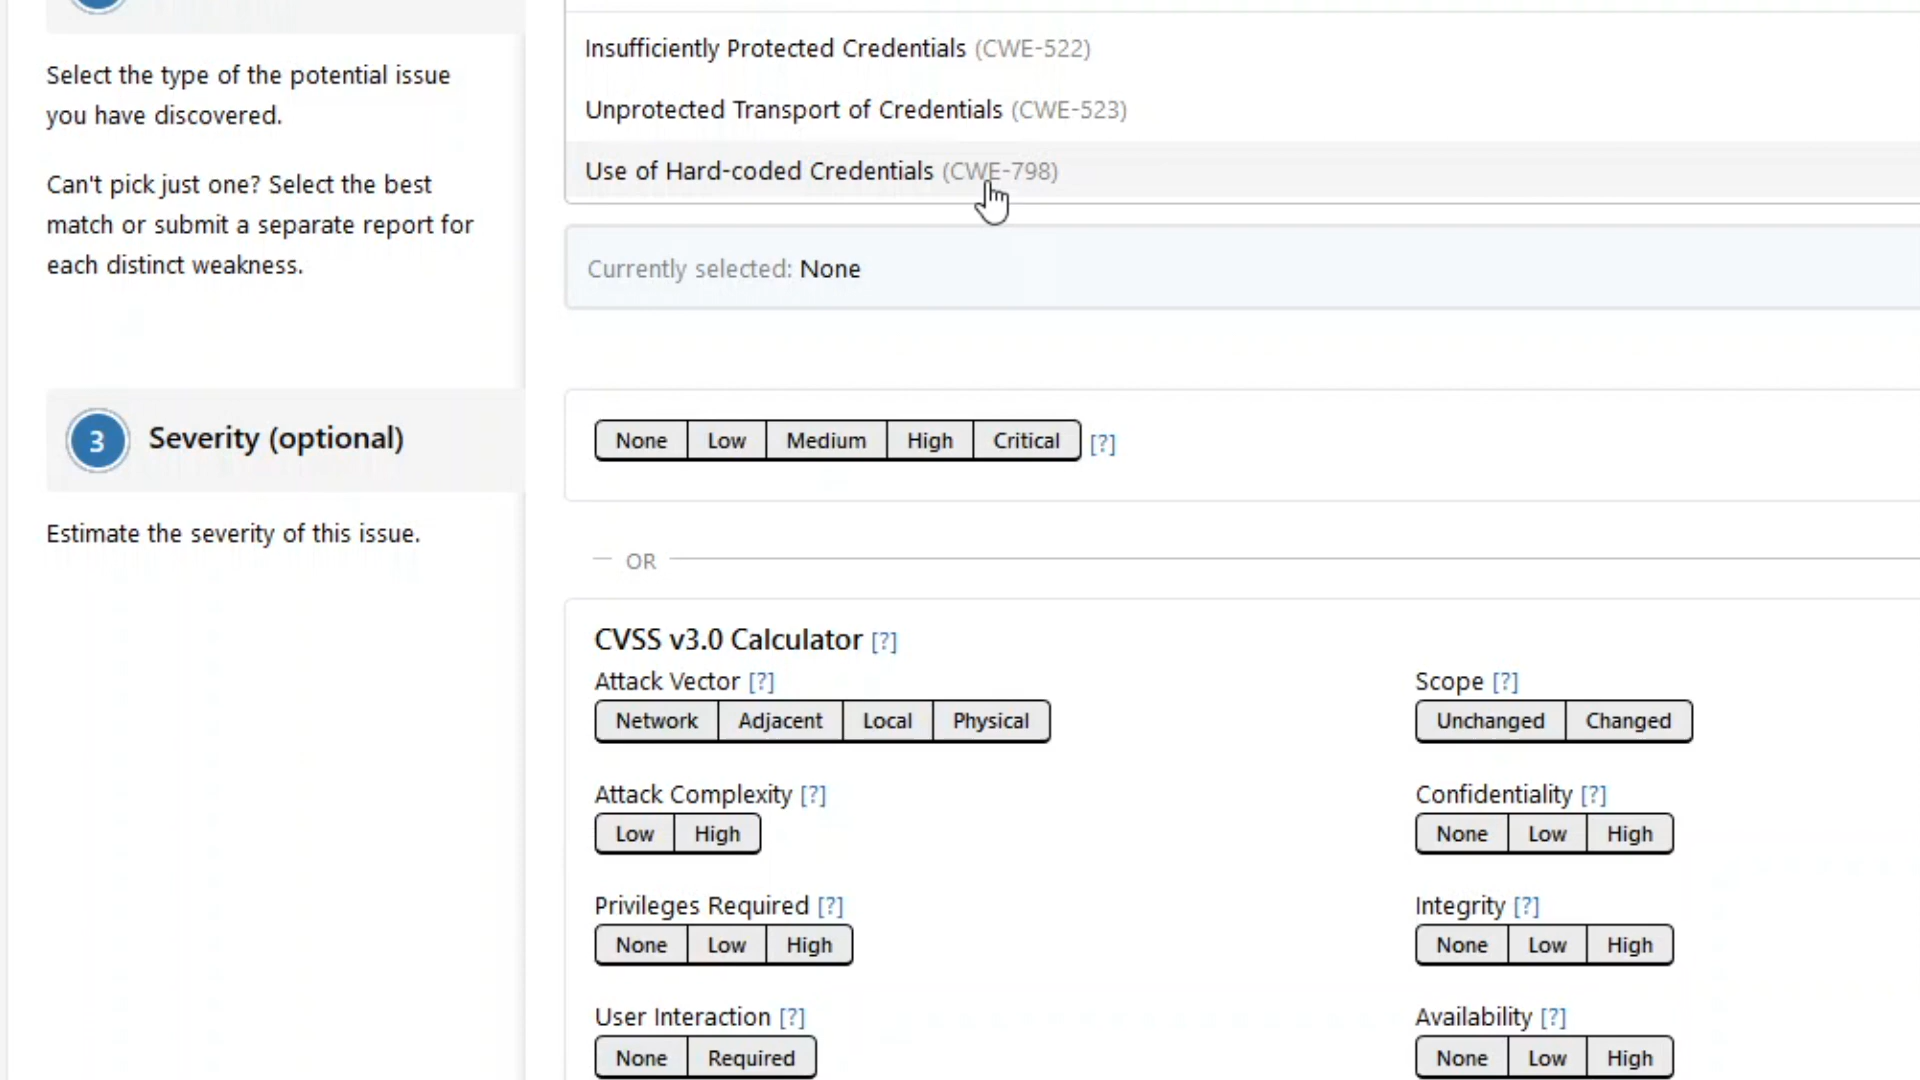 Select the type of the potential issue
you have discovered.
Can't pick just one? Select the best
match or submit a separate report for
each distinct weakness.
Insufficiently Protected Credentials (CWE-522)
Unprotected Transport of Credentials (CWE-523)
Use of Hard-coded Credentials (CWE-798)
Currently selected: None
3 Severity (optional)
Estimate the severity of this issue.
None Low Medium High Critical [?]
OR
CVSS v3.0 Calculator [?]
Attack Vector [?]
Network Adjacent Local Physical
Attack Complexity [?]
Low High
Privileges Required [?]
None Low High
User Interaction [?]
None Required
Scope [?]
Unchanged Changed
Confidentiality [?]
None Low High
Integrity [?]
None Low High
Availability [?]
None Low High